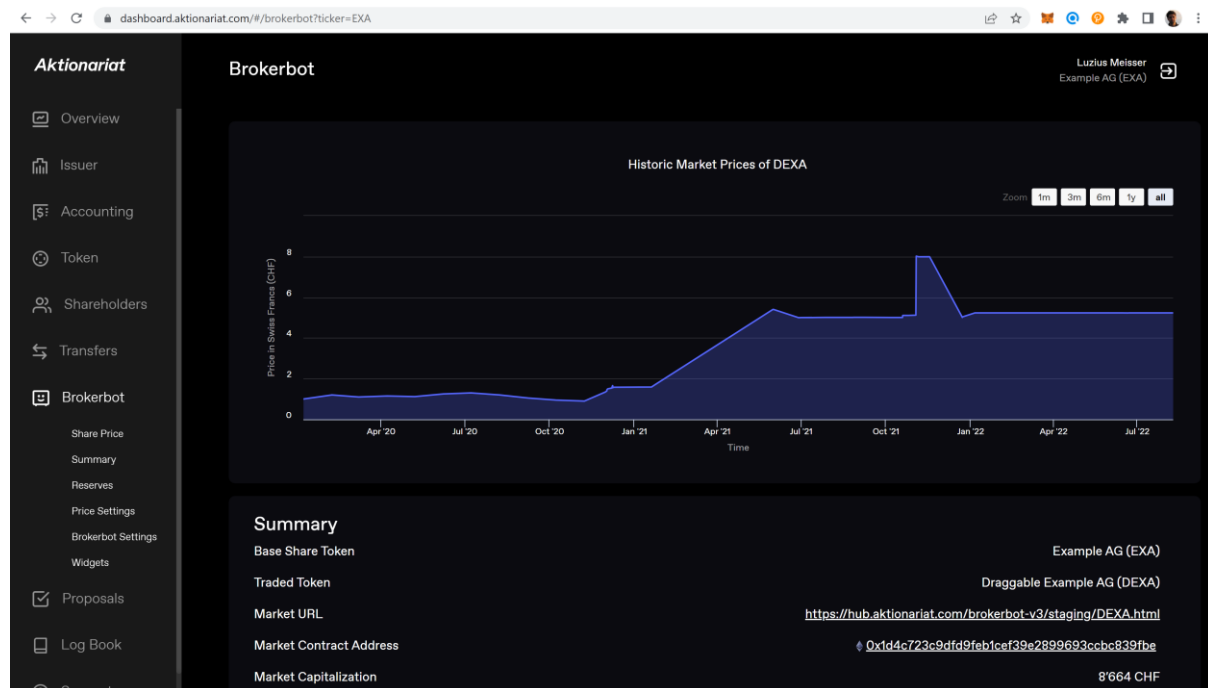 dashboard.aktionariat.com/#/brokerbot?ticker=EXA
Aktionariat
Overview
Issuer
Accounting
Token
Shareholders
Transfers
Brokerbot
Share Price
Summary
Reserves
Price Settings
Brokerbot Settings
Widgets
Proposals
Log Book
Brokerbot
Luzius Meisser
Example AG (EXA)
Historic Market Prices of DEXA
Zoom 1m 3m 6m 1y all
Price in Swiss Francs (CHF)
8
6
4
2
0
Apr '20 Jul '20 Oct '20 Jan '21 Apr '21 Jul '21 Oct '21 Jan '22 Apr '22 Jul '22
Time
Summary
Base Share Token Example AG (EXA)
Traded Token Draggable Example AG (DEXA)
Market URL https://hub.aktionariat.com/brokerbot-v3/staging/DEXA.html
Market Contract Address 0x1d4c723c9dfd9feb1cef39e2899693ccbc839fbe
Market Capitalization 8'664 CHF